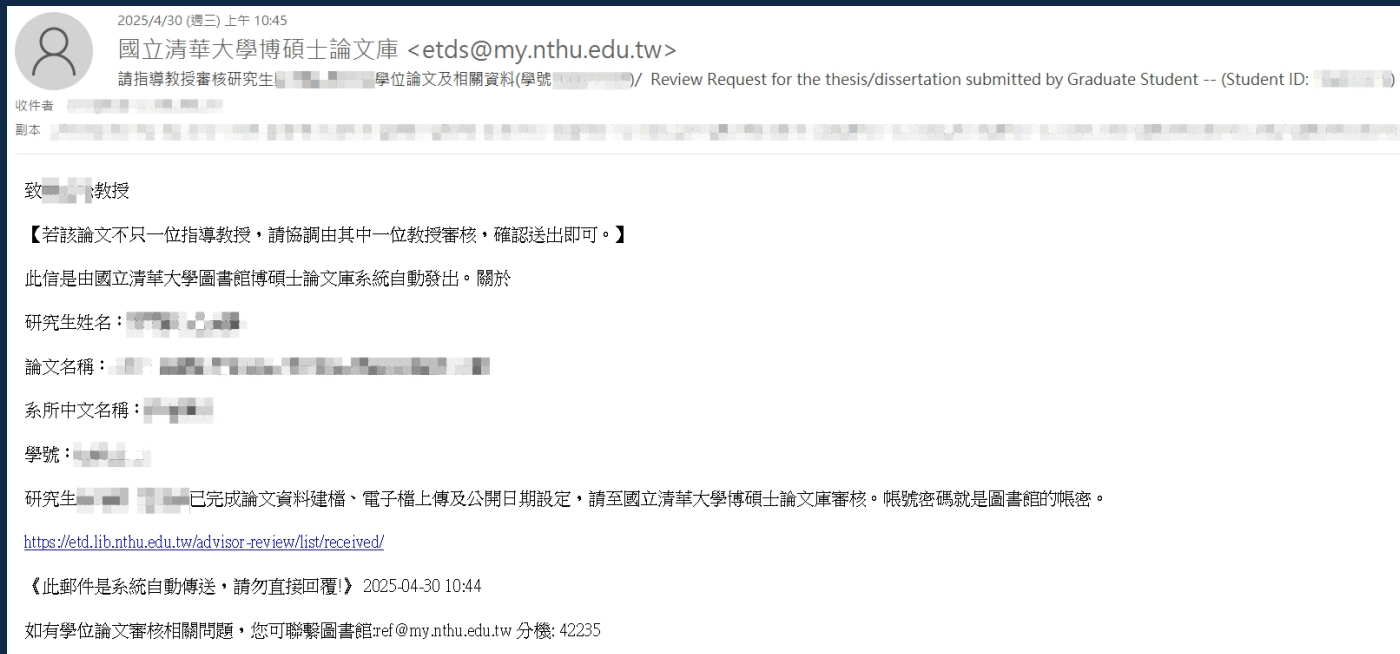 2025/4/30 (週三) 上午 10:45
國立清華大學博碩士論文庫 <etds@my.nthu.edu.tw>
請指導教授審核研究生學位論文及相關資料(學號)/ Review Request for the thesis/dissertation submitted by Graduate Student -- (Student ID: )
收件者
副本
致教授
【若該論文不只一位指導教授，請協調由其中一位教授審核，確認送出即可。】
此信是由國立清華大學圖書館博碩士論文庫系統自動發出。關於
研究生姓名：
論文名稱：
系所中文名稱：
學號：
研究生已完成論文資料建檔、電子檔上傳及公開日期設定，請至國立清華大學博碩士論文庫審核。帳號密碼就是圖書館的帳密。
https://etd.lib.nthu.edu.tw/advisor-review/list/received/
《此郵件是系統自動傳送，請勿直接回覆!》 2025-04-30 10:44
如有學位論文審核相關問題，您可聯繫圖書館:ref@my.nthu.edu.tw 分機: 42235